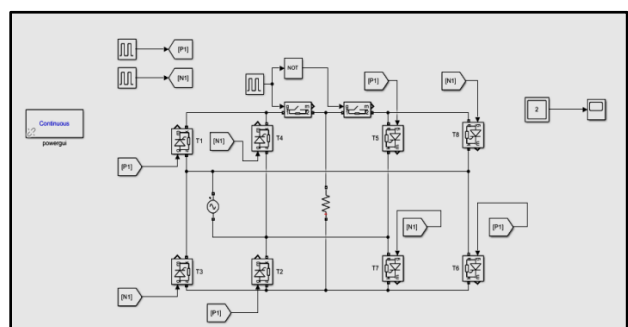 [P1]
NOT
[N1]
[P1]
[N1]
Continuous
powergui
2
T1
[N1]
T4
T5
T8
[P1]
[N1]
[P1]
T3
T2
T7
T6
[N1]
[P1]